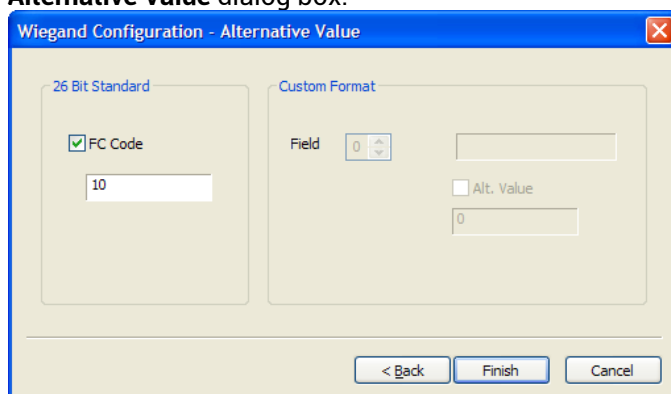 Alternative Value dialog box.
Wiegand Configuration - Alternative Value
26 Bit Standard
FC Code
10
Custom Format
Field 0
Alt. Value
0
< Back Finish Cancel